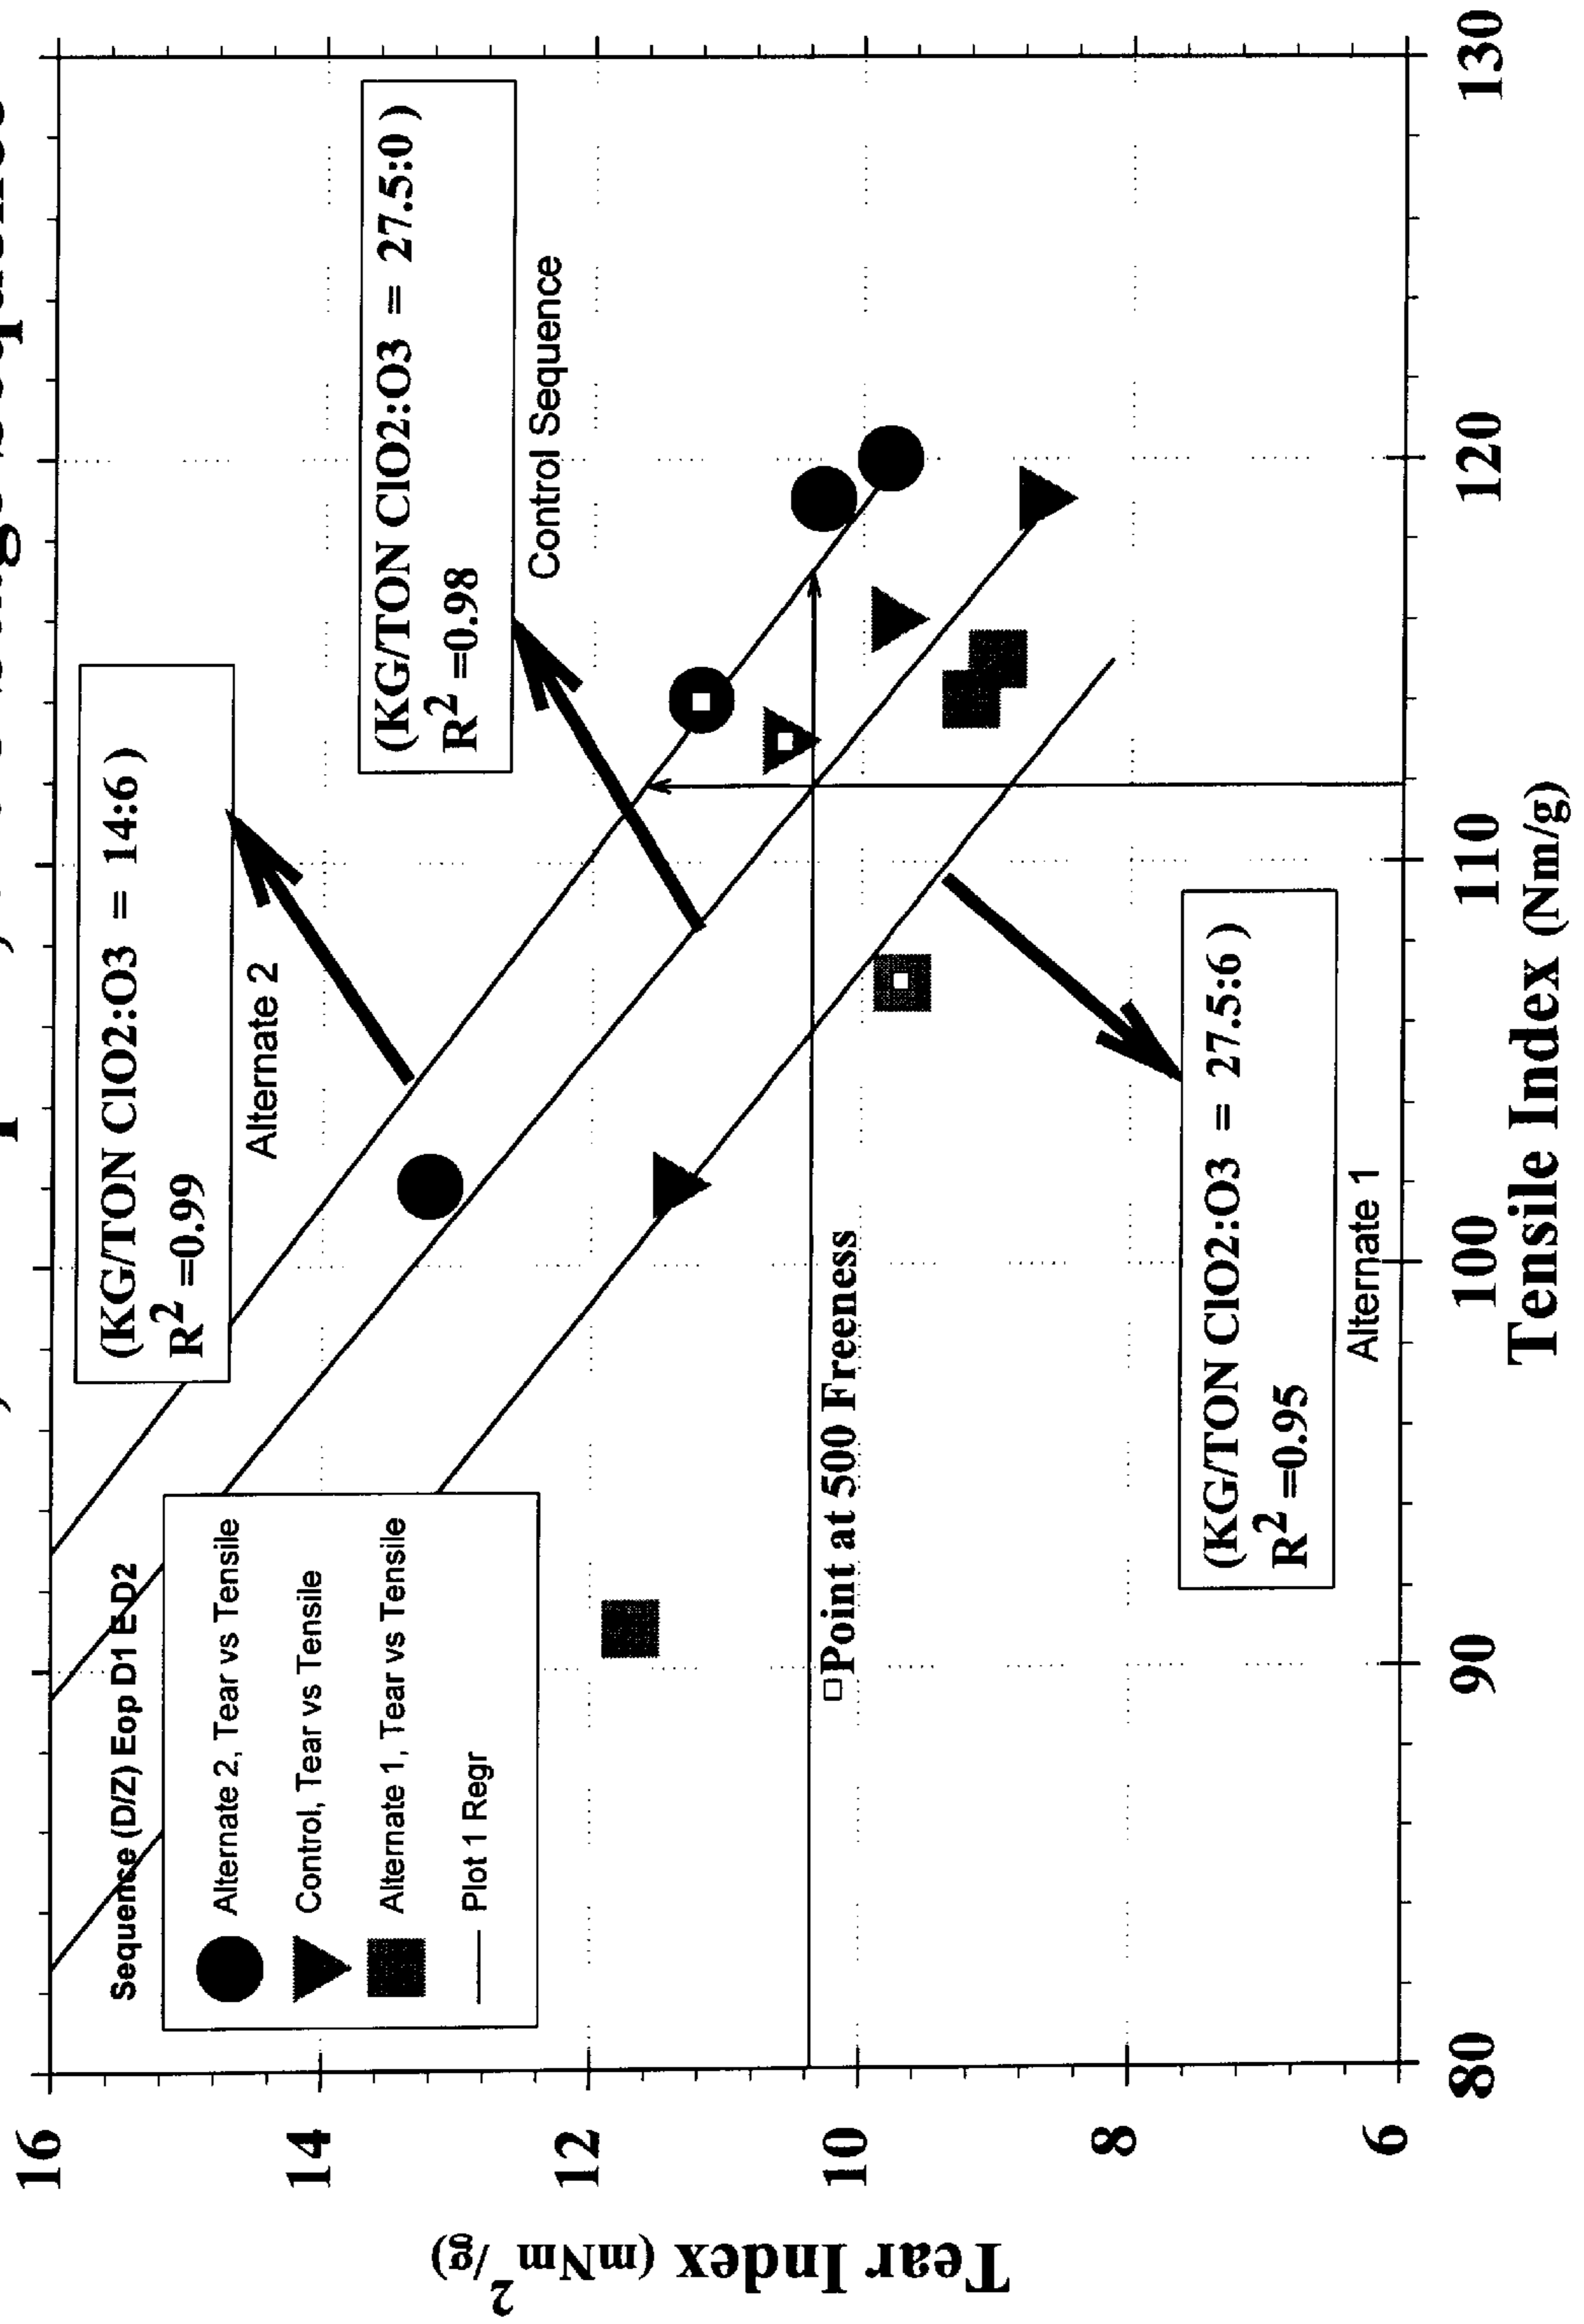 16
14
12
10
8
6
Tear Index (mNm²/g)
Sequence (D/Z) Eop D1 E D2
Alternate 2, Tear vs Tensile
Control, Tear vs Tensile
Alternate 1, Tear vs Tensile
Plot 1 Regr
(KG/TON ClO2:O3 = 14:6 )
R² =0.99
Alternate 2
(KG/TON ClO2:O3 = 27.5:0 )
R² =0.98
Control Sequence
Point at 500 Freeness
(KG/TON ClO2:O3 = 27.5:6 )
R² =0.95
Alternate 1
80 90 100 110 120 130
Tensile Index (Nm/g)